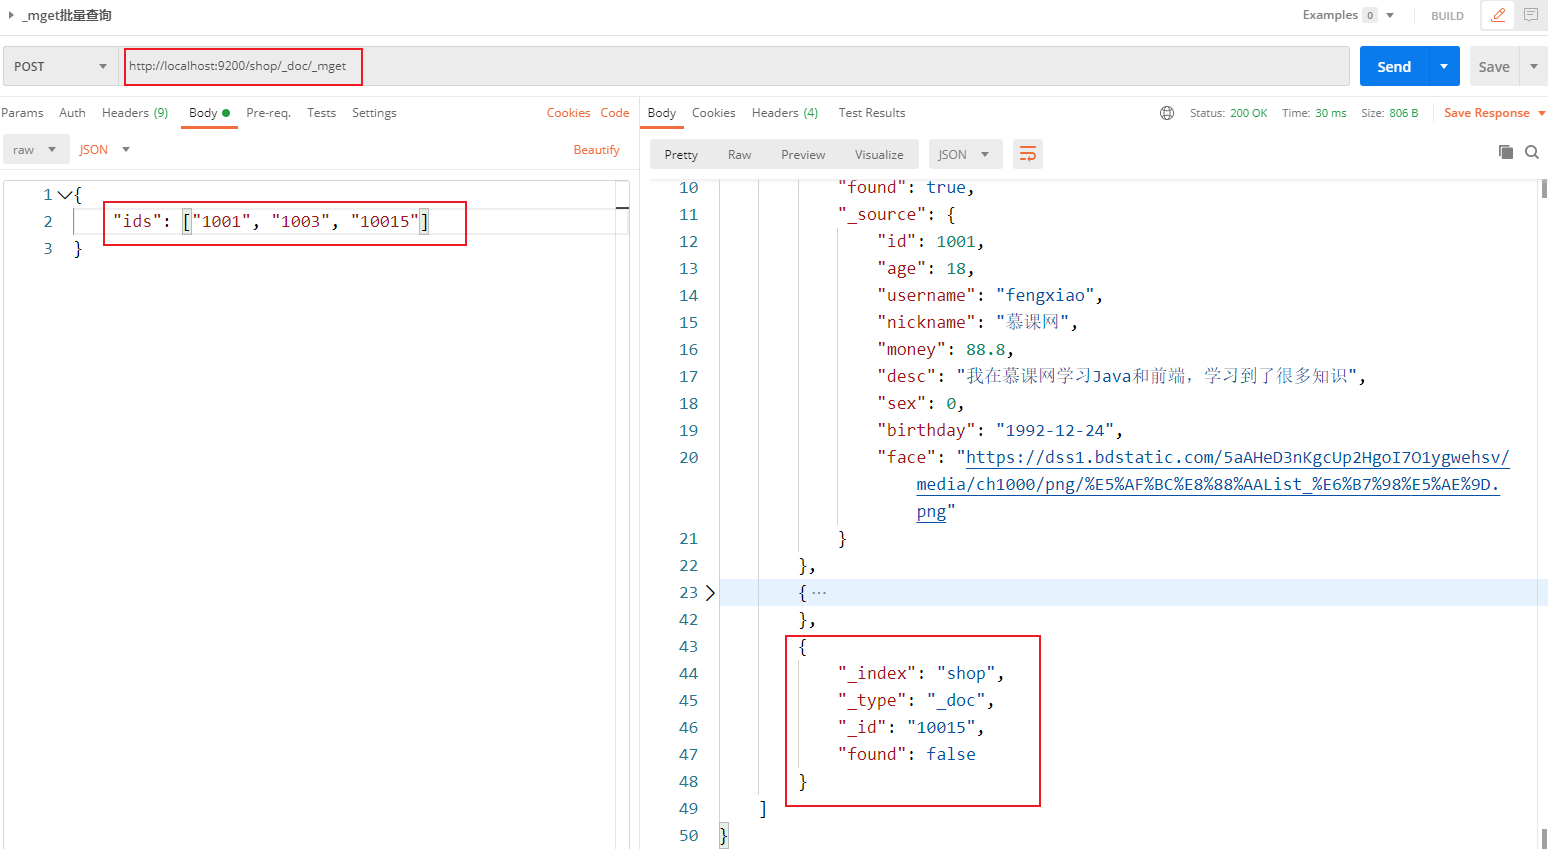 _mget批量查询
Examples 0
BUILD
POST
http://localhost:9200/shop/_doc/_mget
Send
Save
Params Auth Headers (9) Body Pre-req. Tests Settings Cookies Code
raw JSON Beautify
1 {
2 "ids": ["1001", "1003", "10015"]
3 }
Body Cookies Headers (4) Test Results Status: 200 OK Time: 30 ms Size: 806 B Save Response
Pretty Raw Preview Visualize JSON
10 "found": true,
11 "_source": {
12 "id": 1001,
13 "age": 18,
14 "username": "fengxiao",
15 "nickname": "慕课网",
16 "money": 88.8,
17 "desc": "我在慕课网学习Java和前端，学习到了很多知识",
18 "sex": 0,
19 "birthday": "1992-12-24",
20 "face": "https://dss1.bdstatic.com/5aAHeD3nKgcUp2HgoI7O1ygwehsv/
media/ch1000/png/%E5%AF%BC%E8%88%AAList_%E6%B7%98%E5%AE%9D.
png"
21 }
22 },
23 {···
42 },
43 {
44 "_index": "shop",
45 "_type": "_doc",
46 "_id": "10015",
47 "found": false
48 }
49 ]
50 }